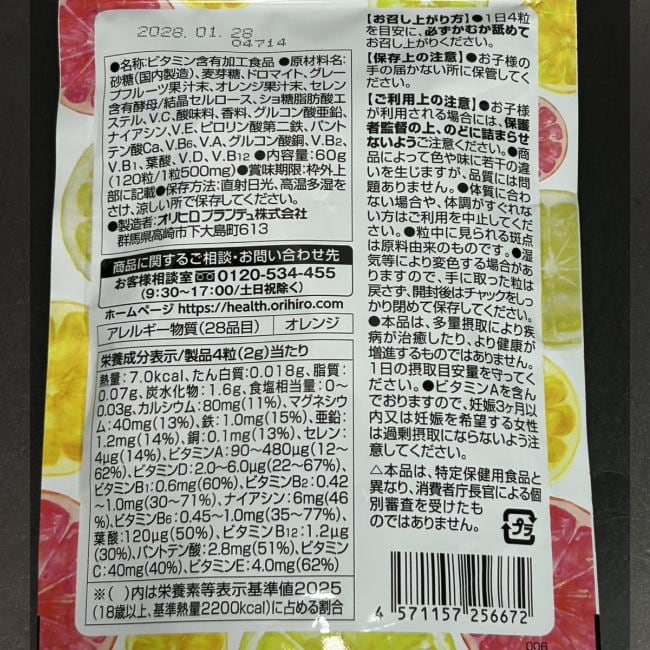 2028.01.28
04714
●名称:ビタミン含有加工食品 ●原材料名:
砂糖(国内製造)、麦芽糖、ドロマイト、グレー
プフルーツ果汁末、オレンジ果汁末、セレン
含有酵母/結晶セルロース、ショ糖脂肪酸エ
ステル、V.C、酸味料、香料、グルコン酸亜鉛、
ナイアシン、V.E、ピロリン酸第二鉄、パント
テン酸Ca、V.B6、V.A、グルコン酸銅、V.B2、
V.B1、葉酸、V.D、V.B12 ●内容量:60g
(120粒/1粒500mg) ●賞味期限:枠外上
部に記載 ●保存方法:直射日光、高温多湿を
さけ、涼しい所で保存してください。
●製造者:オリヒロプランデュ株式会社
群馬県高崎市下大島町613
商品に関するご相談・お問い合わせ先
お客様相談室 0120-534-455
(9:30～17:00/土日祝除く)
ホームページ https://health.orihiro.com
アレルギー物質(28品目) オレンジ
栄養成分表示/製品4粒(2g)当たり
熱量:7.0kcal、たん白質:0.018g、脂質:
0.07g、炭水化物:1.6g、食塩相当量:0～
0.03g、カルシウム:80mg(11%)、マグネシウ
ム:40mg(13%)、鉄:1.0mg(15%)、亜鉛:
1.2mg(14%)、銅:0.1mg(13%)、セレン:
4μg(14%)、ビタミンA:90～480μg(12～
62%)、ビタミンD:2.0～6.0μg(22～67%)、
ビタミンB1:0.6mg(60%)、ビタミンB2:0.42
～1.0mg(30～71%)、ナイアシン:6mg(46
%)、ビタミンB6:0.45～1.0mg(35～77%)、
葉酸:120μg(50%)、ビタミンB12:1.2μg
(30%)、パントテン酸:2.8mg(51%)、ビタミン
C:40mg(40%)、ビタミンE:4.0mg(62%)
※( )内は栄養素等表示基準値2025
(18歳以上、基準熱量2200kcal)に占める割合
【お召し上がり方】●1日4粒
を目安に、必ずかむか舐めて
お召し上がりください。
【保存上の注意】●お子様の
手の届かない所に保管してく
ださい。
【ご利用上の注意】●お子様
が利用される場合には、保護
者監督の上、のどに詰まらせ
ないようご注意ください。●商
品によって色や味に若干の違
いを生じますが、品質には問
題ありません。●体質に合わ
ない場合や、体調がすぐれな
い方はご利用を中止してくだ
さい。●粒中に見られる斑点
は原料由来のものです。●湿
気等により変色する場合があ
りますので、手に取った粒は
戻さず、開封後はチャックをしっ
かり閉めて保存してください。
●本品は、多量摂取により疾
病が治癒したり、より健康が
増進するものではありません。
1日の摂取目安量を守ってく
ださい。●ビタミンAを含ん
でおりますので、妊娠3ヶ月以
内又は妊娠を希望する女性
は過剰摂取にならないよう注
意してください。
△本品は、特定保健用食品と
異なり、消費者庁長官による個
別審査を受けたも
のではありません。
プラ
4 571157 256672
006